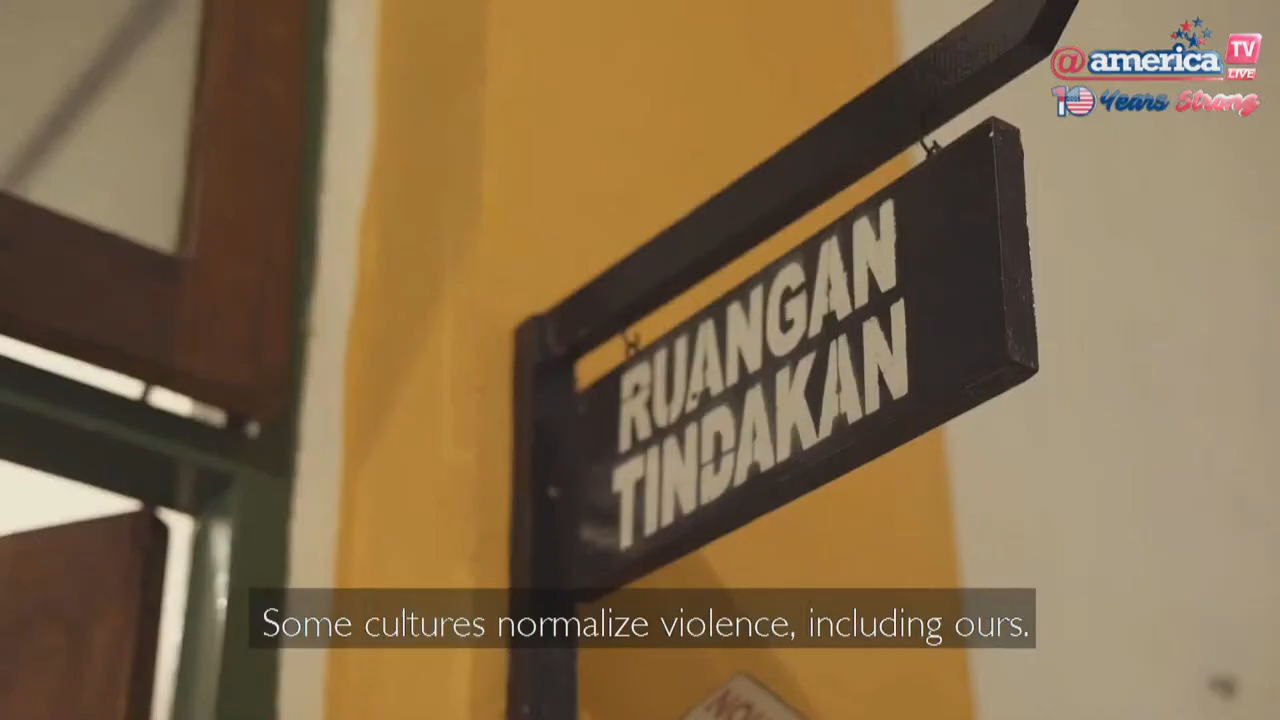 @america TV
LIVE
10 Years Strong
RUANGAN
TINDAKAN
Some cultures normalize violence, including ours.